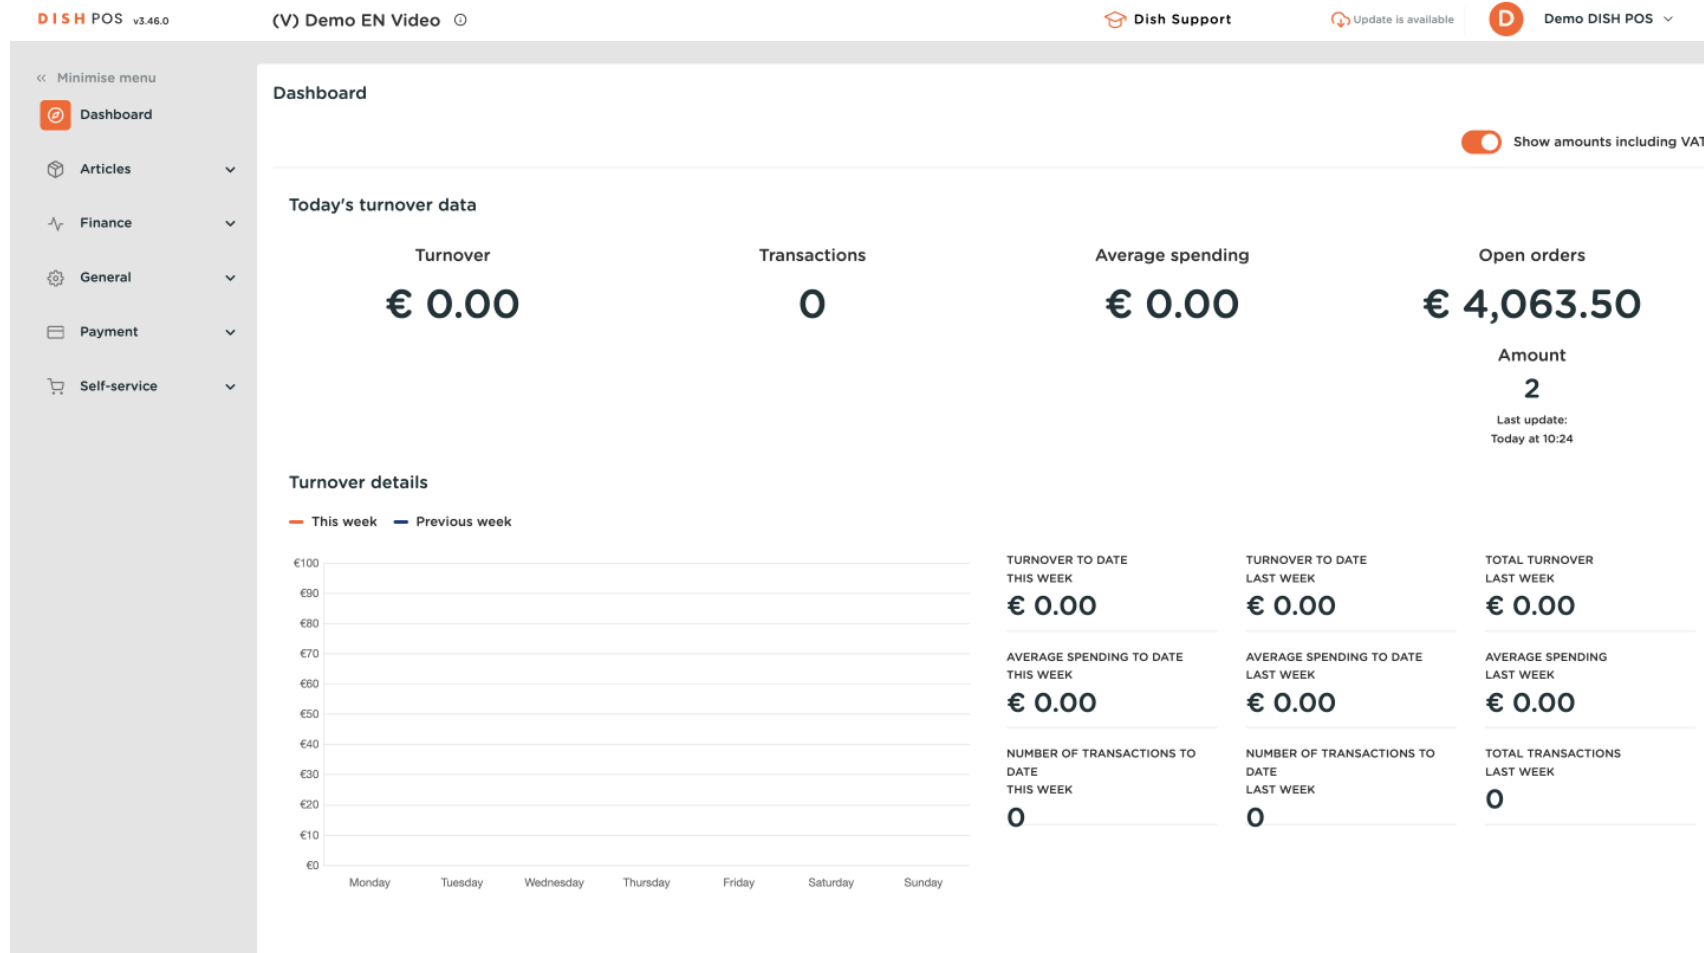 DISH POS v3.46.0
(V) Demo EN Video
Dish Support
Update is available
D
Demo DISH POS
Minimise menu
Dashboard
Articles
Finance
General
Payment
Self-service
Dashboard
Show amounts including VAT
Today's turnover data
Turnover
€ 0.00
Transactions
0
Average spending
€ 0.00
Open orders
€ 4,063.50
Amount
2
Last update:
Today at 10:24
Turnover details
This week
Previous week
€100
€90
€80
€70
€60
€50
€40
€30
€20
€10
€0
Monday
Tuesday
Wednesday
Thursday
Friday
Saturday
Sunday
TURNOVER TO DATE
THIS WEEK
€ 0.00
TURNOVER TO DATE
LAST WEEK
€ 0.00
TOTAL TURNOVER
LAST WEEK
€ 0.00
AVERAGE SPENDING TO DATE
THIS WEEK
€ 0.00
AVERAGE SPENDING TO DATE
LAST WEEK
€ 0.00
AVERAGE SPENDING
LAST WEEK
€ 0.00
NUMBER OF TRANSACTIONS TO
DATE
THIS WEEK
0
NUMBER OF TRANSACTIONS TO
DATE
LAST WEEK
0
TOTAL TRANSACTIONS
LAST WEEK
0